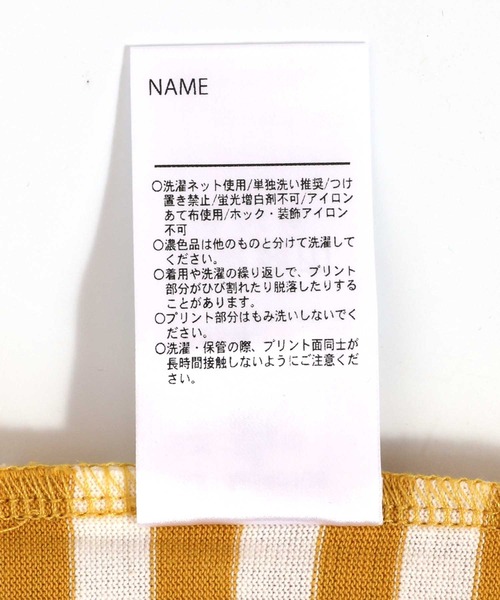 NAME
○洗濯ネット使用/単独洗い推奨/つけ
置き禁止/蛍光増白剤不可/アイロン
あて布使用/ホック・装飾アイロン
不可
○濃色品は他のものと分けて洗濯して
ください。
○着用や洗濯の繰り返しで、プリント
部分がひび割れたり脱落したりする
ことがあります。
○プリント部分はもみ洗いしないでく
ださい。
○洗濯・保管の際、プリント面同士が
長時間接触しないようにご注意くだ
さい。